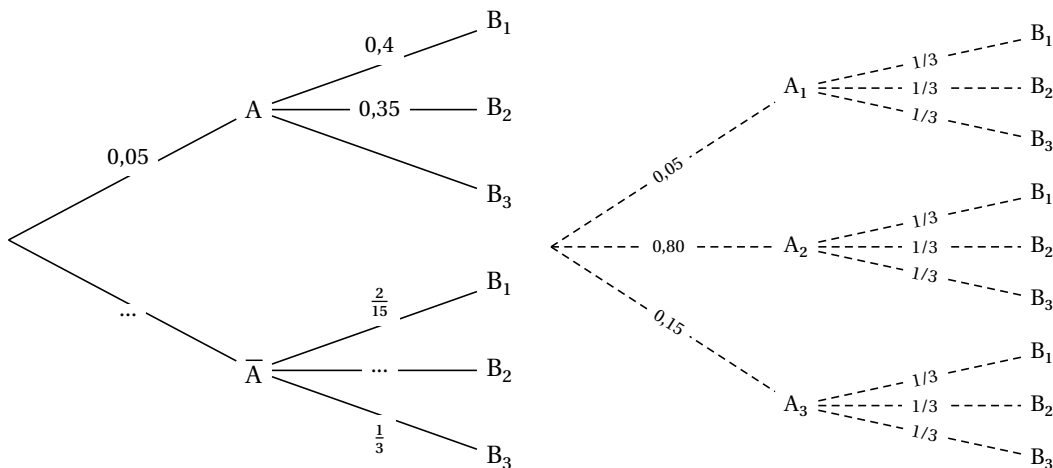 B₁
0,4
A
0,35
B₂
0,05
B₃
...
B₁
2/15
A̅
...
B₂
1/3
B₃
B₁
1/3
A₁
1/3
B₂
1/3
B₃
0,05
B₁
1/3
0,80
A₂
1/3
B₂
1/3
B₃
0,15
B₁
1/3
A₃
1/3
B₂
1/3
B₃